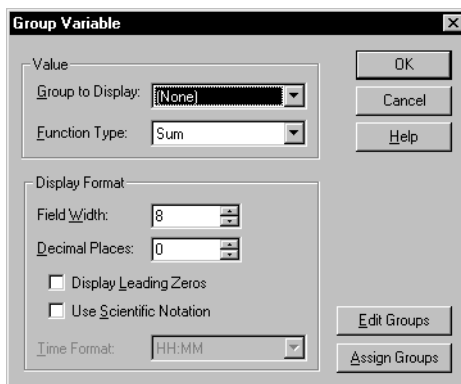 Group Variable
Value
Group to Display: (None)
Function Type: Sum
OK
Cancel
Help
Display Format
Field Width: 8
Decimal Places: 0
Display Leading Zeros
Use Scientific Notation
Time Format: HH:MM
Edit Groups
Assign Groups